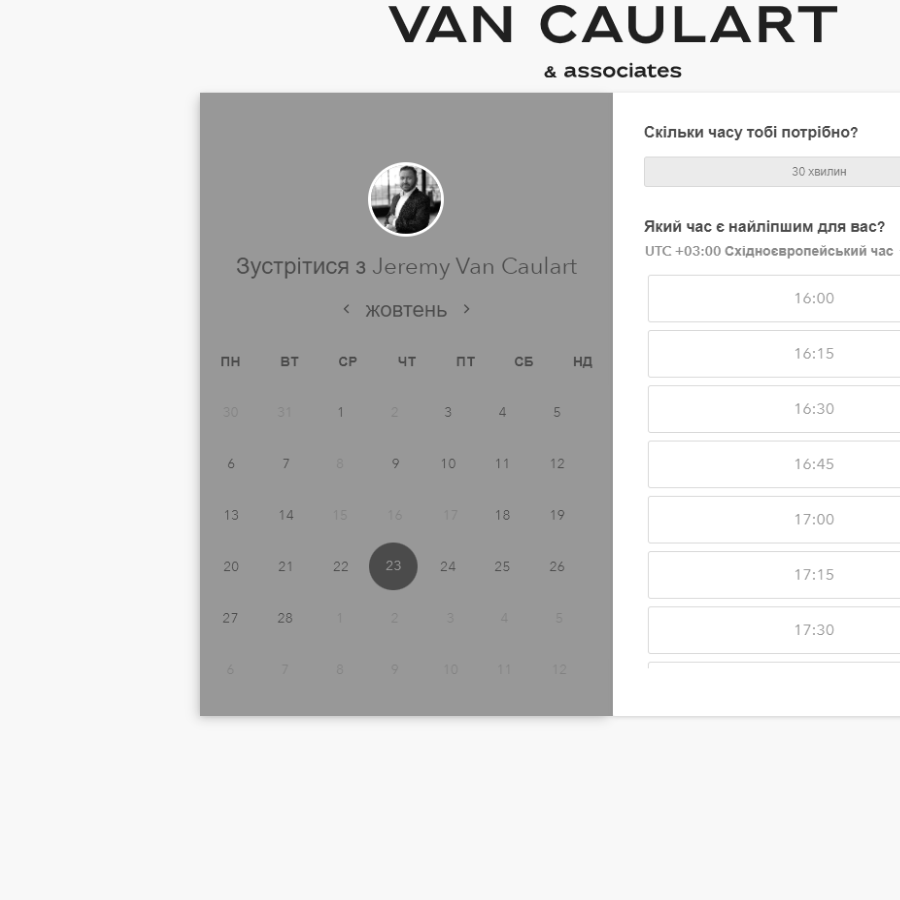 VAN CAULART
& associates
Зустрітися з Jeremy Van Caulart
жовтень
ПН ВТ СР ЧТ ПТ СБ НД
30 31 1 2 3 4 5
6 7 8 9 10 11 12
13 14 15 16 17 18 19
20 21 22 23 24 25 26
27 28 1 2 3 4 5
6 7 8 9 10 11 12
Скільки часу тобі потрібно?
30 хвилин
Який час є найліпшим для вас?
UTC +03:00 Східноєвропейський час
16:00
16:15
16:30
16:45
17:00
17:15
17:30